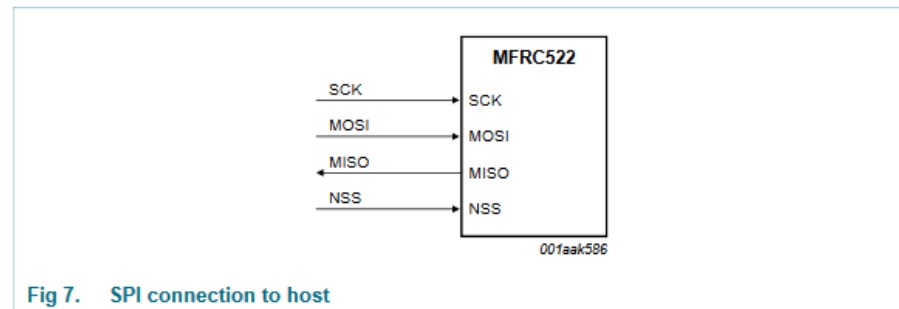 MFRC522
SCK SCK
MOSI MOSI
MISO MISO
NSS NSS
001aak586
Fig 7. SPI connection to host